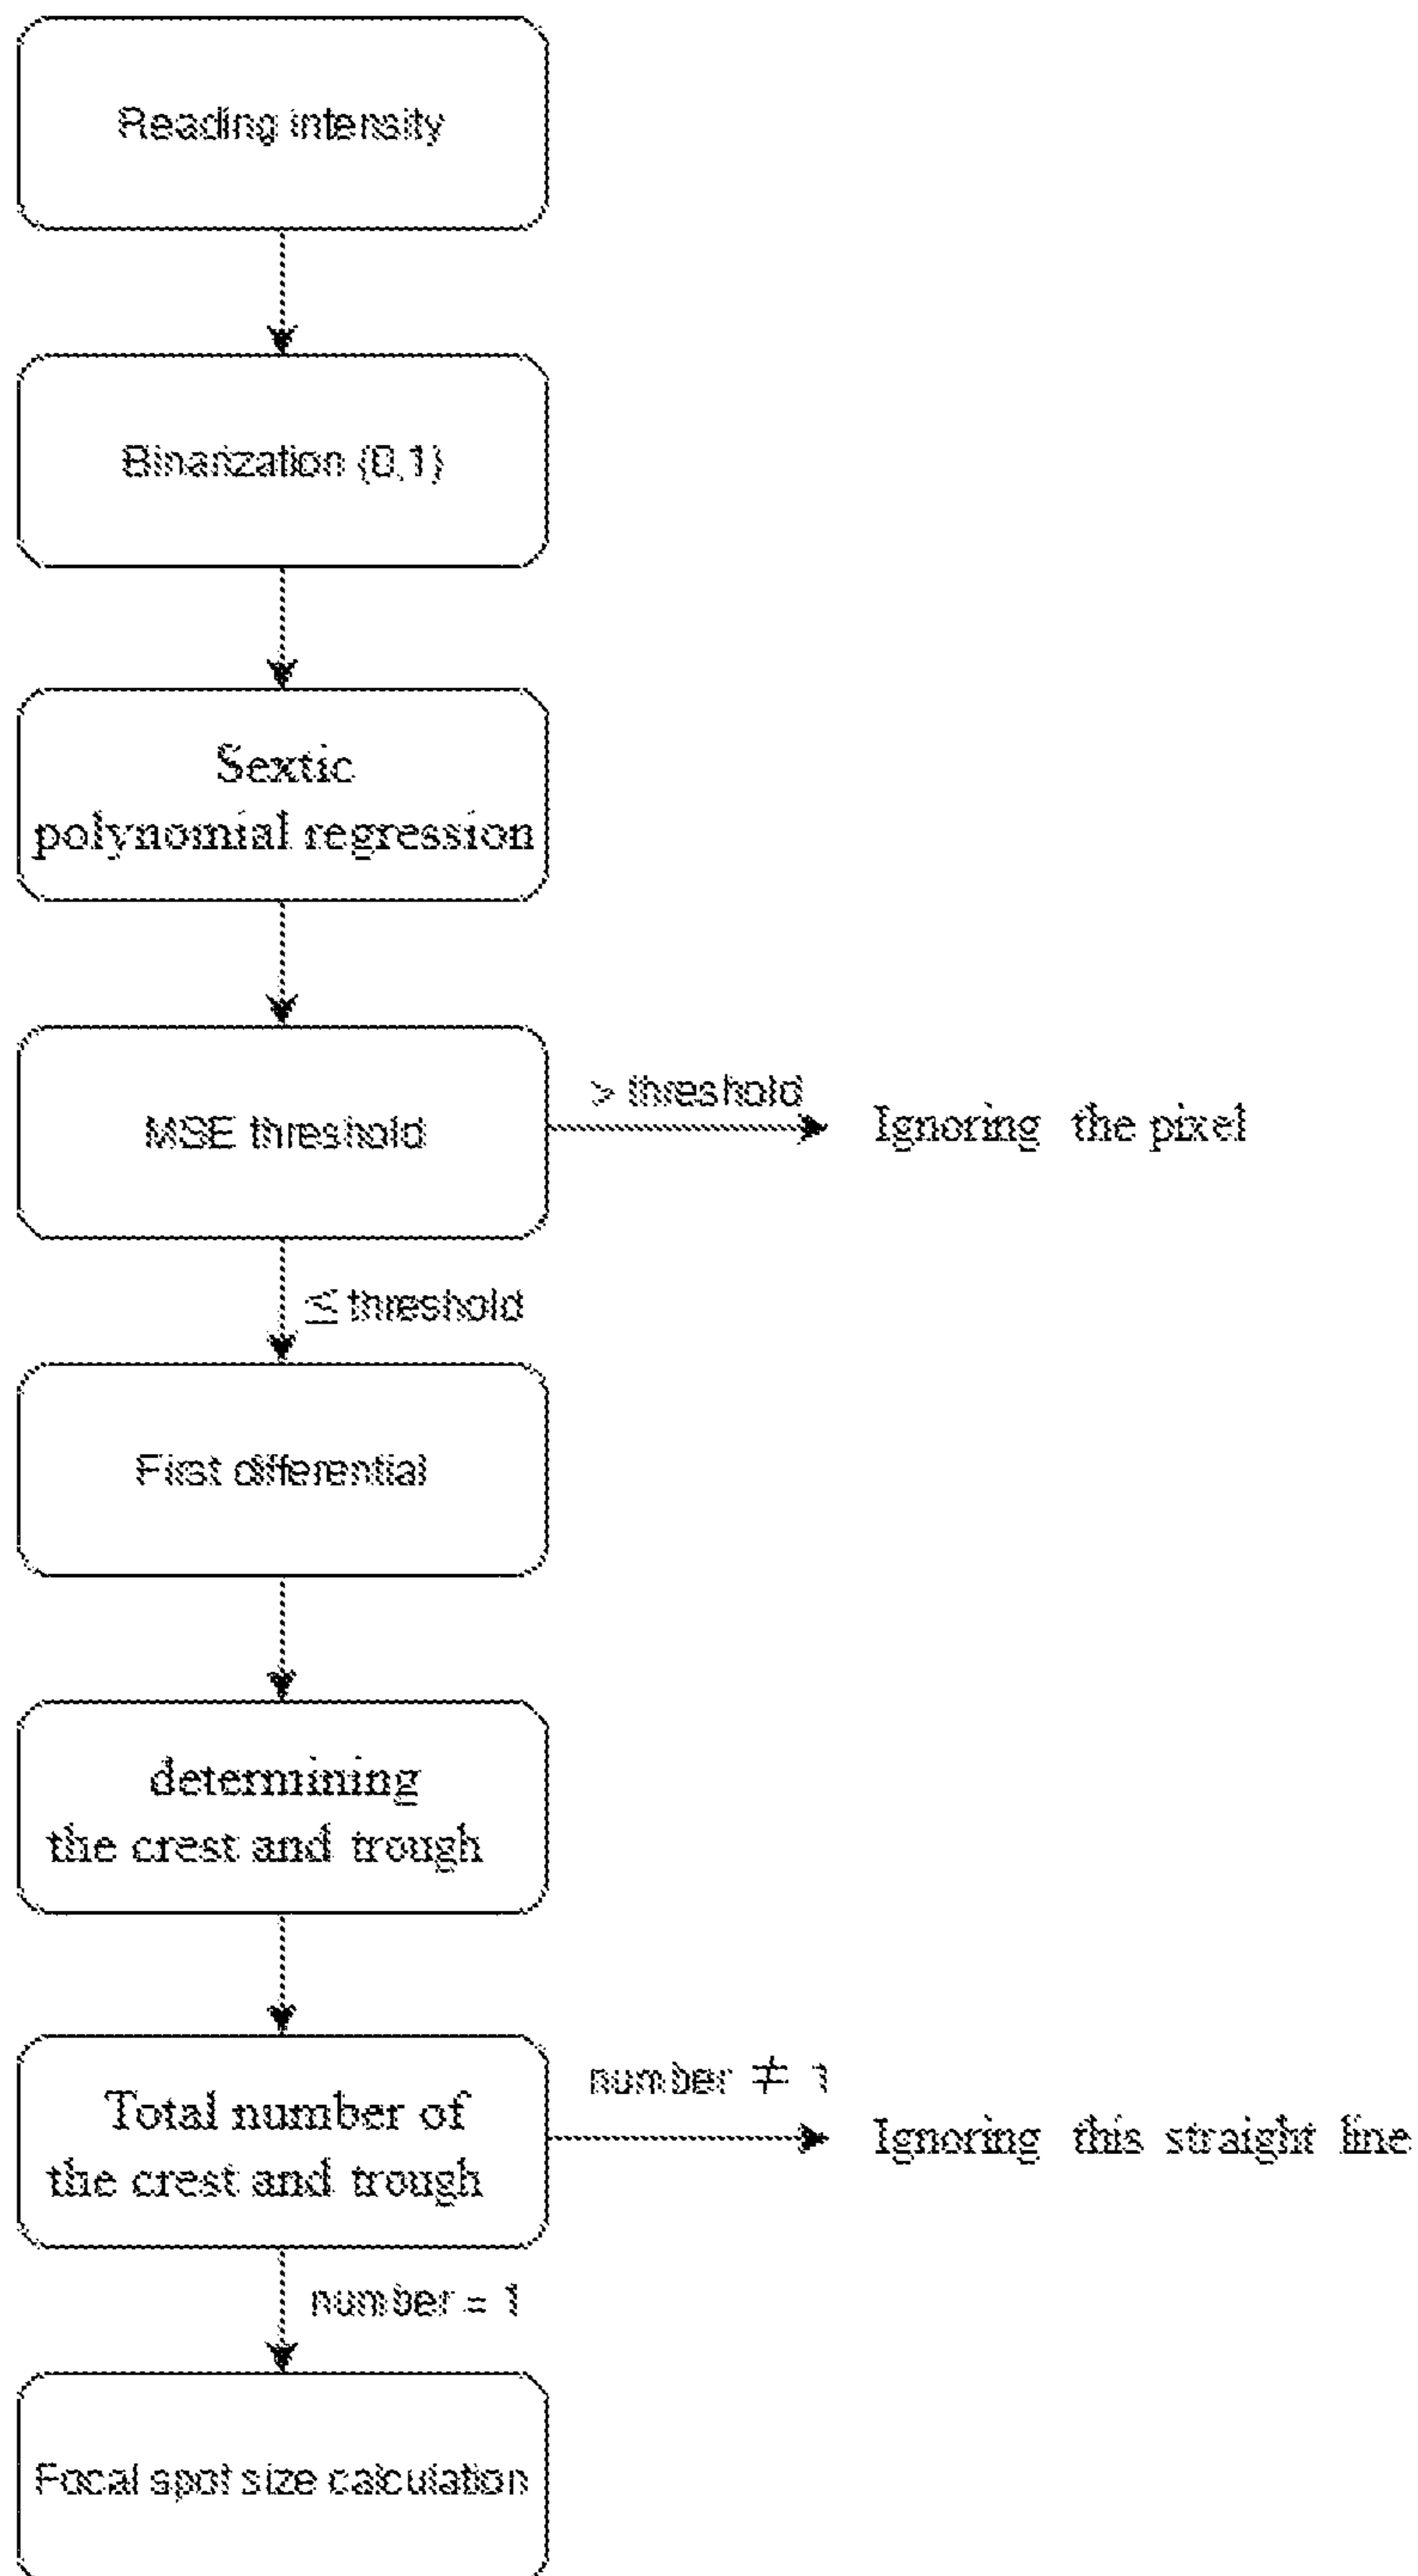 Reading intensity
Binarization (0,1)
Sextic
polynomial regression
MSE threshold
> threshold
Ignoring the pixel
≤ threshold
First differential
determining
the crest and trough
Total number of
the crest and trough
number ≠ 1
Ignoring this straight line
number = 1
Focal spot size calculation